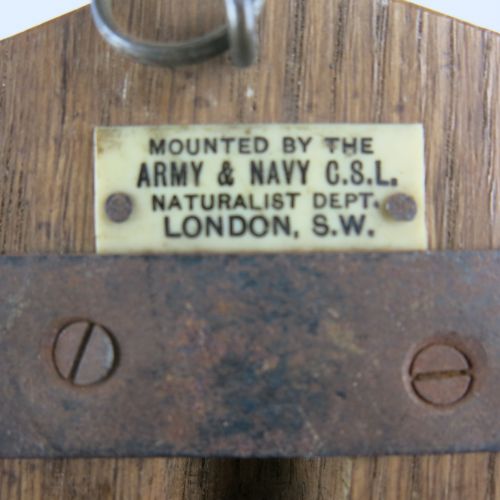 MOUNTED BY THE
ARMY & NAVY C.S.L.
NATURALIST DEPT.
LONDON, S.W.